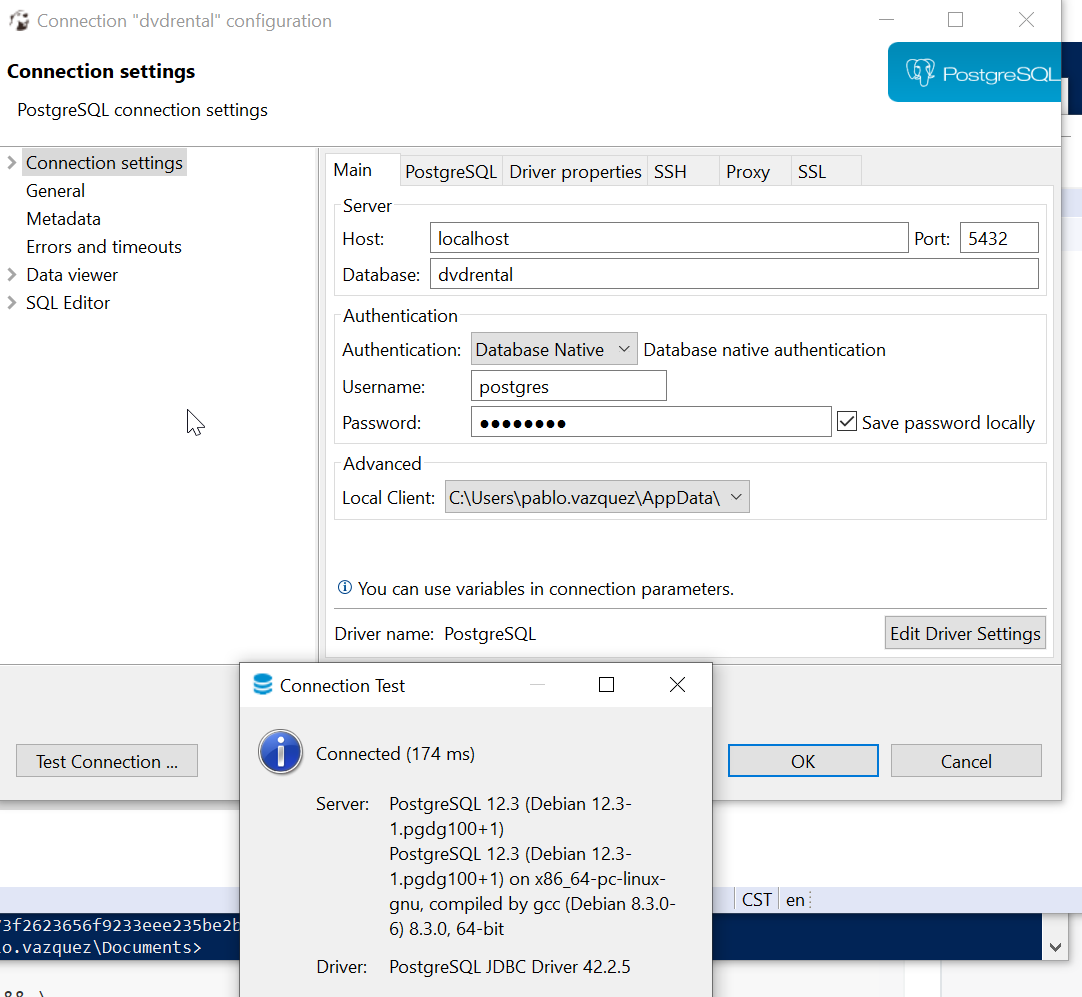 Connection "dvdrental" configuration
Connection settings
PostgreSQL
PostgreSQL connection settings
Connection settings
General
Metadata
Errors and timeouts
Data viewer
SQL Editor
Main PostgreSQL Driver properties SSH Proxy SSL
Server
Host: localhost Port: 5432
Database: dvdrental
Authentication
Authentication: Database Native Database native authentication
Username: postgres
Password: ●●●●●●●● Save password locally
Advanced
Local Client: C:\Users\pablo.vazquez\AppData\
You can use variables in connection parameters.
Driver name: PostgreSQL Edit Driver Settings
Test Connection ... OK Cancel
Connection Test
Connected (174 ms)
Server: PostgreSQL 12.3 (Debian 12.3-
1.pgdg100+1)
PostgreSQL 12.3 (Debian 12.3-
1.pgdg100+1) on x86_64-pc-linux-
gnu, compiled by gcc (Debian 8.3.0-
6) 8.3.0, 64-bit
Driver: PostgreSQL JDBC Driver 42.2.5
CST en
3f2623656f9233eee235be2b
o.vazquez\Documents>
&& \